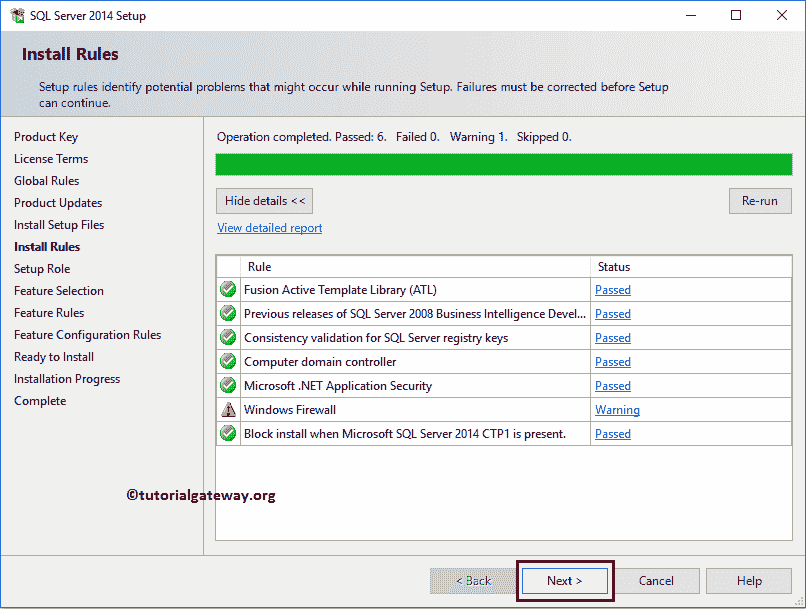 SQL Server 2014 Setup
Install Rules
Setup rules identify potential problems that might occur while running Setup. Failures must be corrected before Setup
can continue.
Product Key
License Terms
Global Rules
Product Updates
Install Setup Files
Install Rules
Setup Role
Feature Selection
Feature Rules
Feature Configuration Rules
Ready to Install
Installation Progress
Complete
Operation completed. Passed: 6.   Failed 0.   Warning 1.   Skipped 0.
Hide details <<
Re-run
View detailed report
Rule Status
Fusion Active Template Library (ATL) Passed
Previous releases of SQL Server 2008 Business Intelligence Devel... Passed
Consistency validation for SQL Server registry keys Passed
Computer domain controller Passed
Microsoft .NET Application Security Passed
Windows Firewall Warning
Block install when Microsoft SQL Server 2014 CTP1 is present. Passed
©tutorialgateway.org
< Back Next > Cancel Help